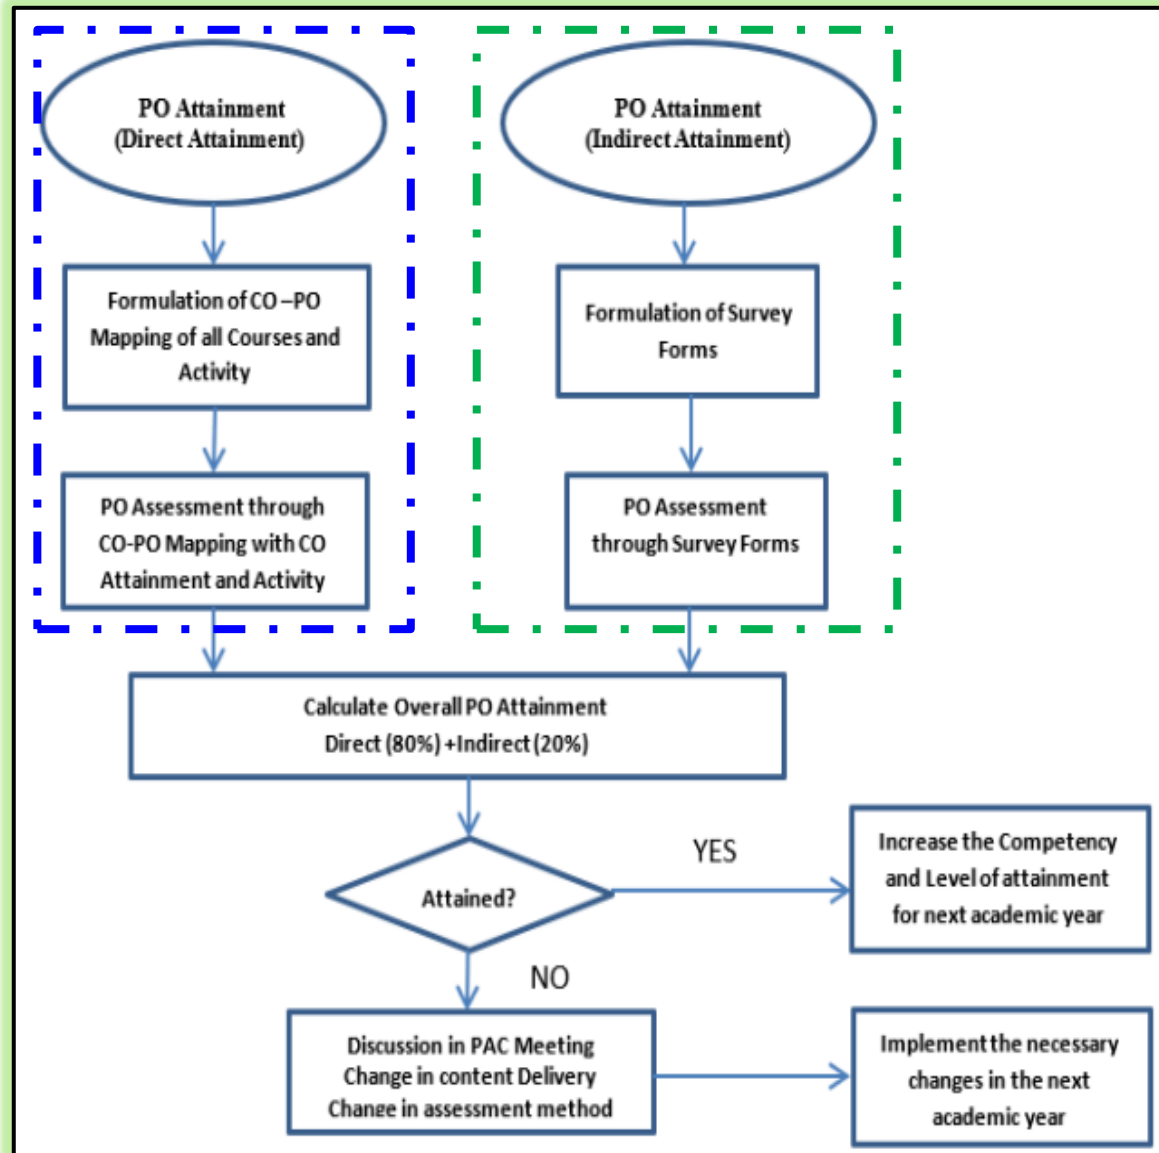 PO Attainment
(Direct Attainment)
PO Attainment
(Indirect Attainment)
Formulation of CO –PO
Mapping of all Courses and
Activity
Formulation of Survey
Forms
PO Assessment through
CO-PO Mapping with CO
Attainment and Activity
PO Assessment
through Survey Forms
Calculate Overall PO Attainment
Direct (80%) +Indirect (20%)
Attained?
YES
Increase the Competency
and Level of attainment
for next academic year
NO
Discussion in PAC Meeting
Change in content Delivery
Change in assessment method
Implement the necessary
changes in the next
academic year